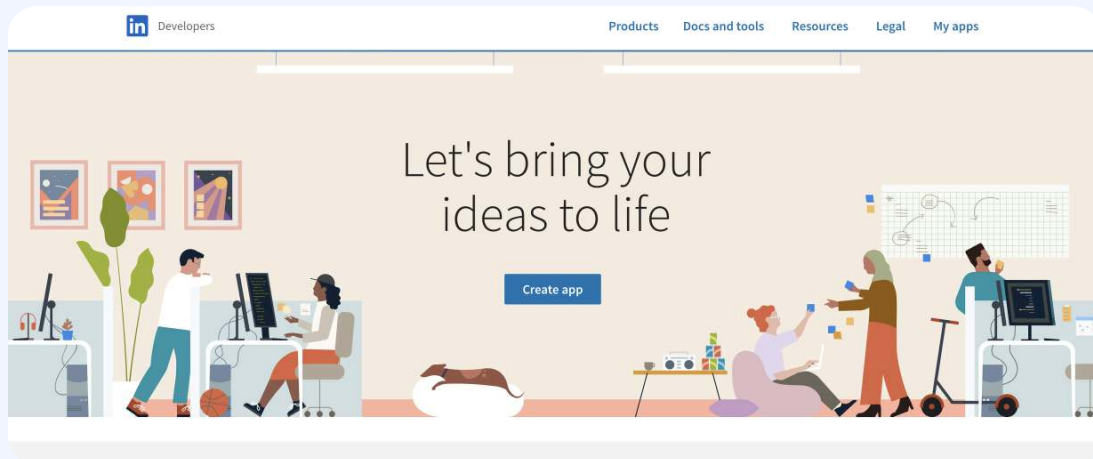 in Developers
Products Docs and tools Resources Legal My apps
Let's bring your
ideas to life
Create app